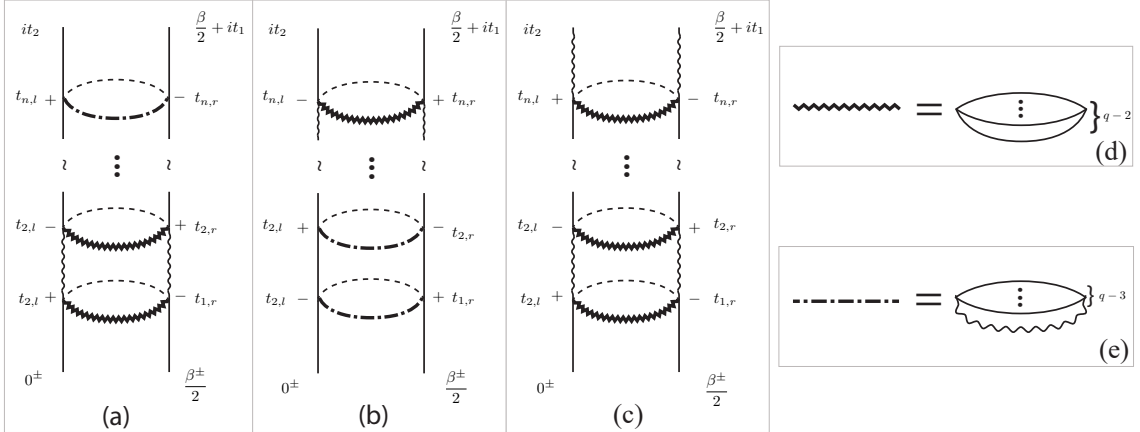 it₂
β/2 + it₁
t_{n,l} +
− t_{n,r}
~
~
t_{2,l} −
+ t_{2,r}
t_{2,l} +
− t_{1,r}
0^±
β^±/2
(a)
it₂
β/2 + it₁
t_{n,l} −
+ t_{n,r}
~
~
t_{2,l} +
− t_{2,r}
t_{2,l} −
+ t_{1,r}
0^±
β^±/2
(b)
it₂
β/2 + it₁
t_{n,l} +
− t_{n,r}
~
~
t_{2,l} −
+ t_{2,r}
t_{2,l} +
− t_{1,r}
0^±
β^±/2
(c)
= } q − 2
(d)
= } q − 3
(e)